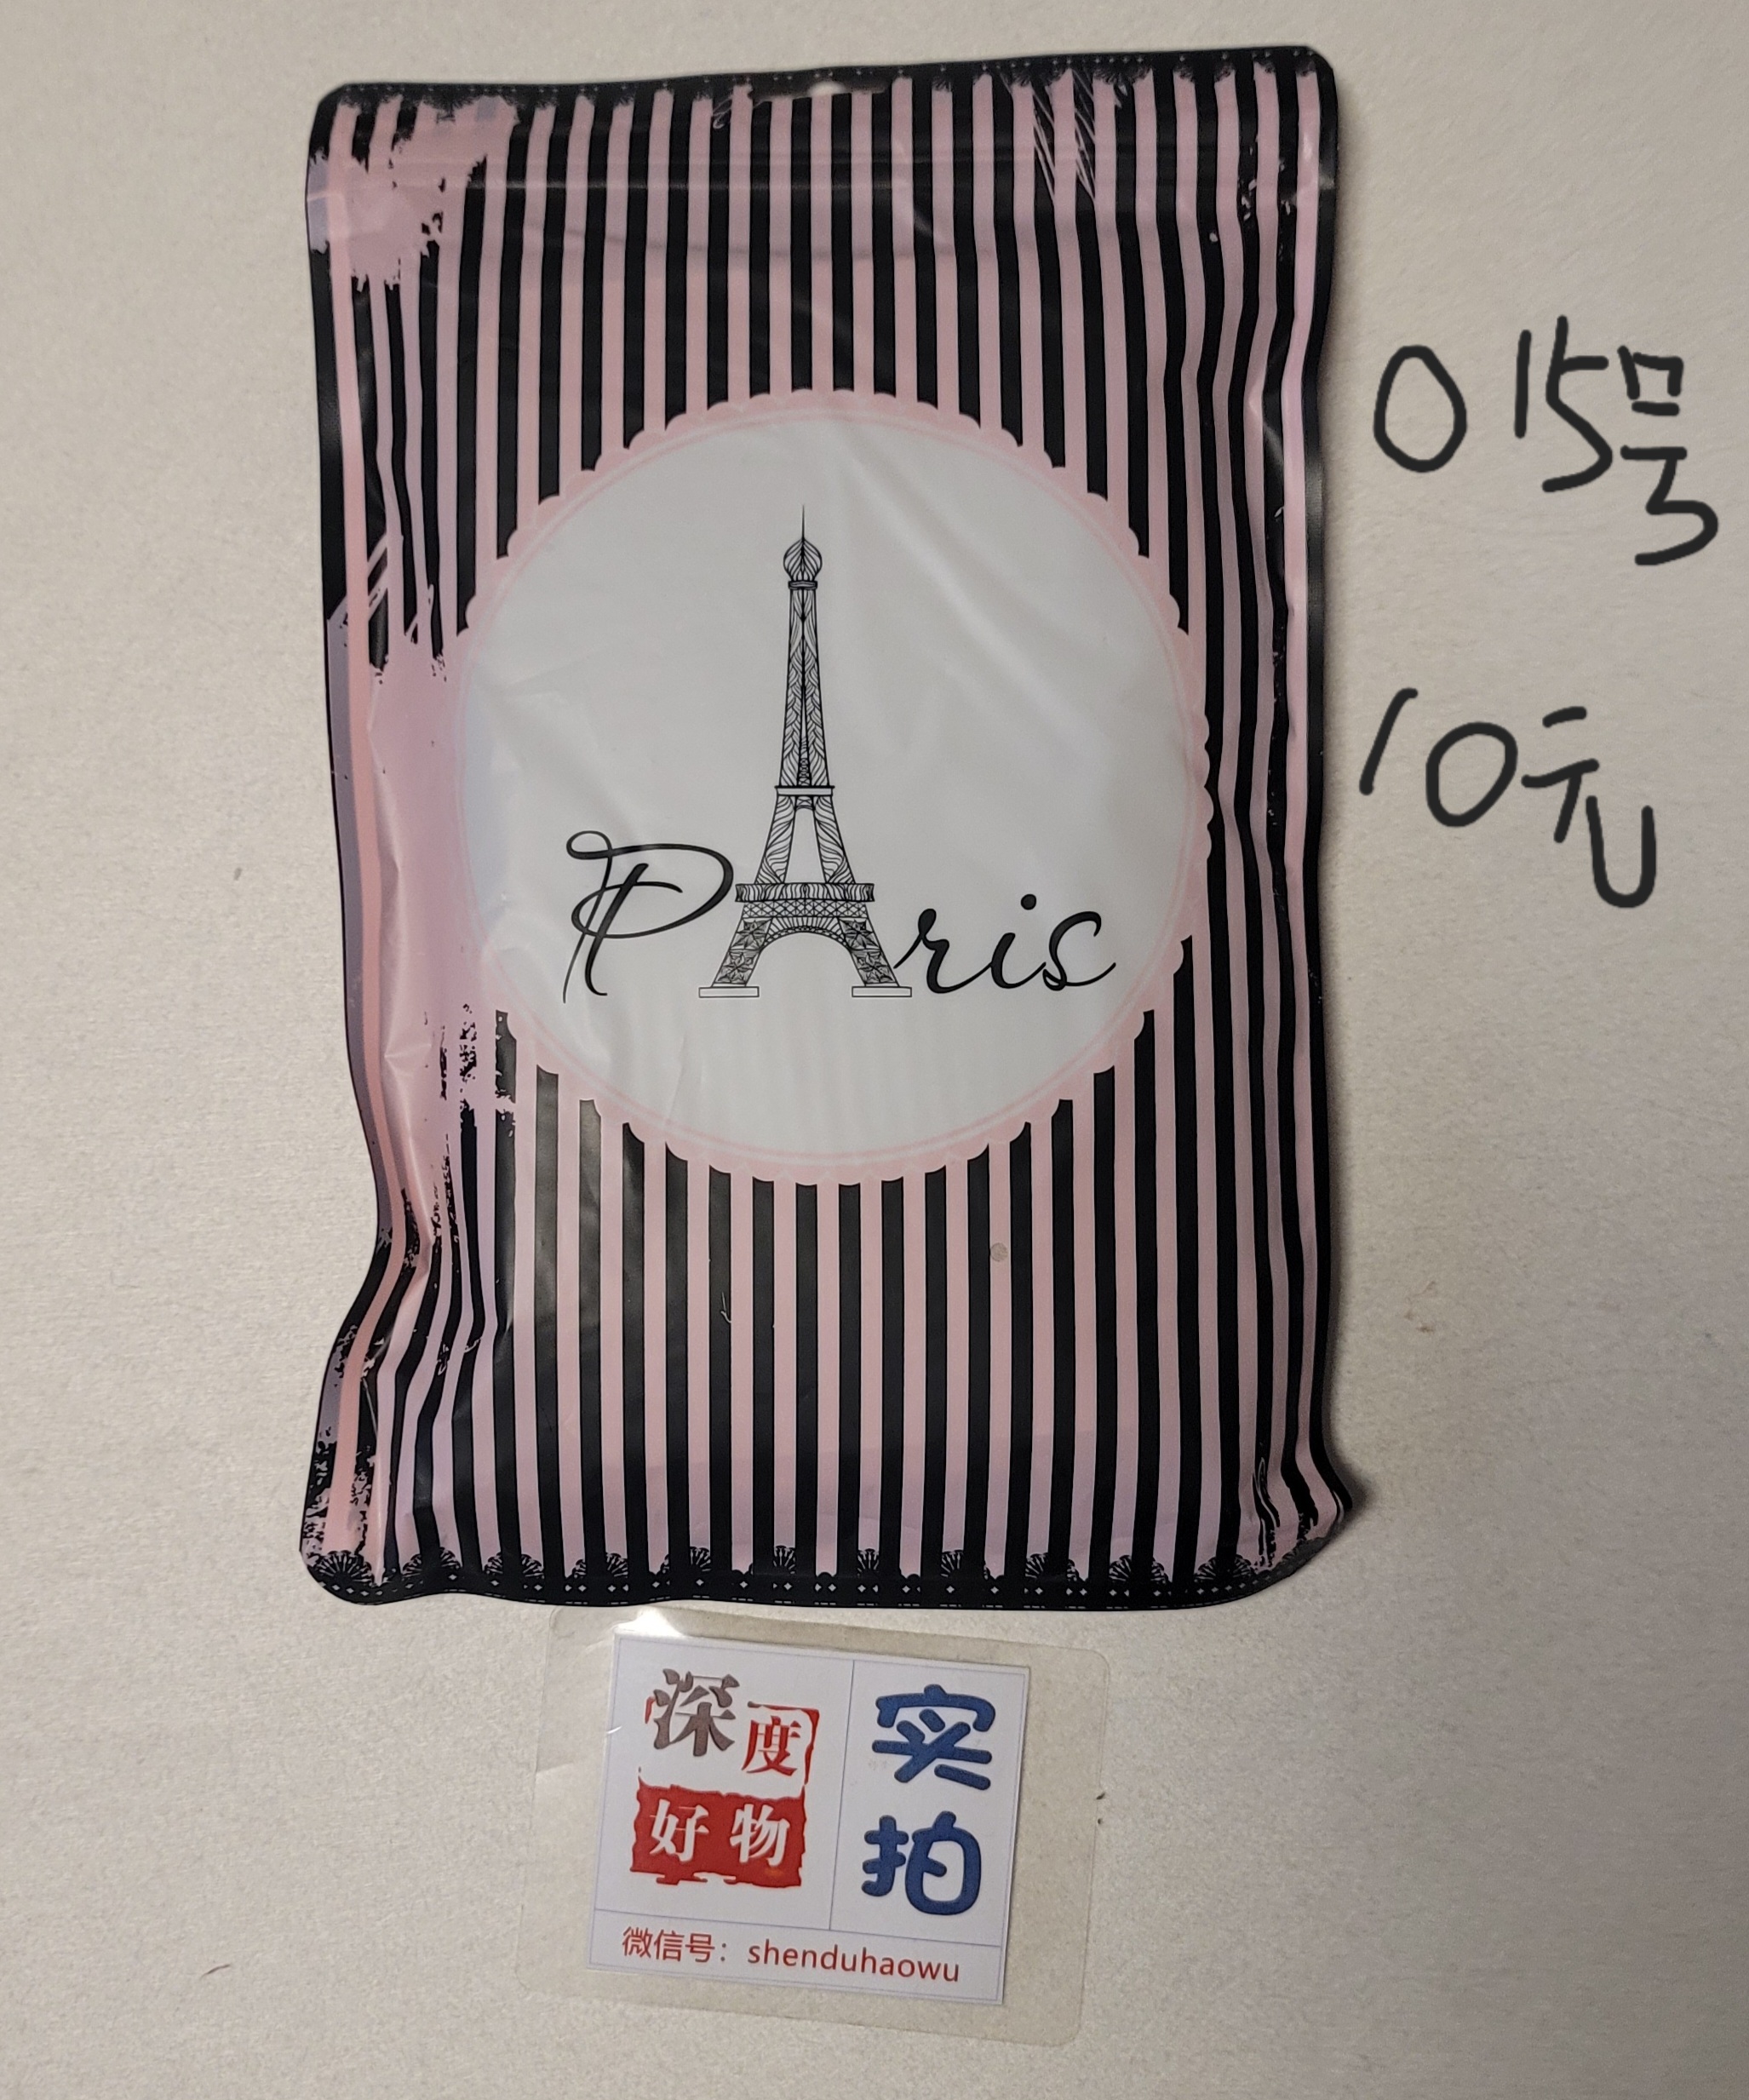 015号
10元
Paris
深度
好物
实拍
微信号：shenduhaowu